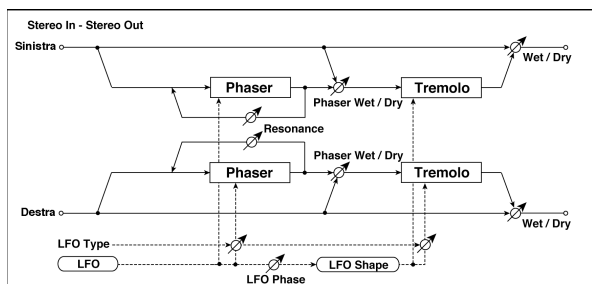 Stereo In - Stereo Out
Sinistra
Wet / Dry
Phaser
Phaser Wet / Dry
Tremolo
Resonance
Phaser Wet / Dry
Phaser
Tremolo
Destra
Wet / Dry
LFO Type
LFO
LFO Phase
LFO Shape